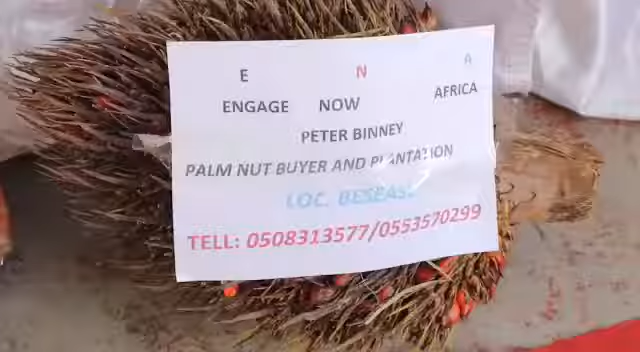 E N A
ENGAGE NOW AFRICA
PETER BINNEY
PALM NUT BUYER AND PLANTATION
LOC. BESEASE
TELL: 0508313577/0553570299